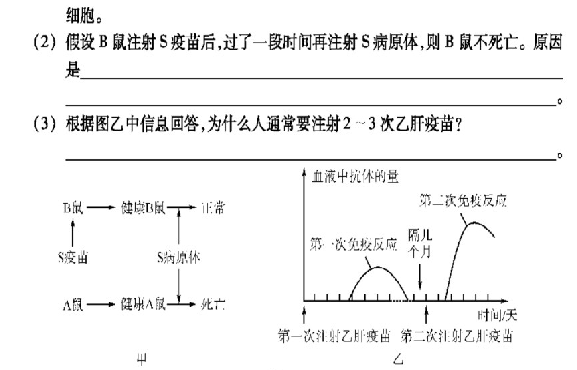 细胞。
(2) 假设 B 鼠注射 S 疫苗后,过了一段时间再注射 S 病原体,则 B 鼠不死亡。原因
是
。
(3) 根据图乙中信息回答,为什么人通常要注射 2～3 次乙肝疫苗?
。
血液中抗体的量
第二次免疫反应
B鼠 健康B鼠 正常
隔几
个月
第一次免疫反应
S疫苗 S病原体
A鼠 健康A鼠 死亡
时间/天
第一次注射乙肝疫苗 第二次注射乙肝疫苗
甲 乙